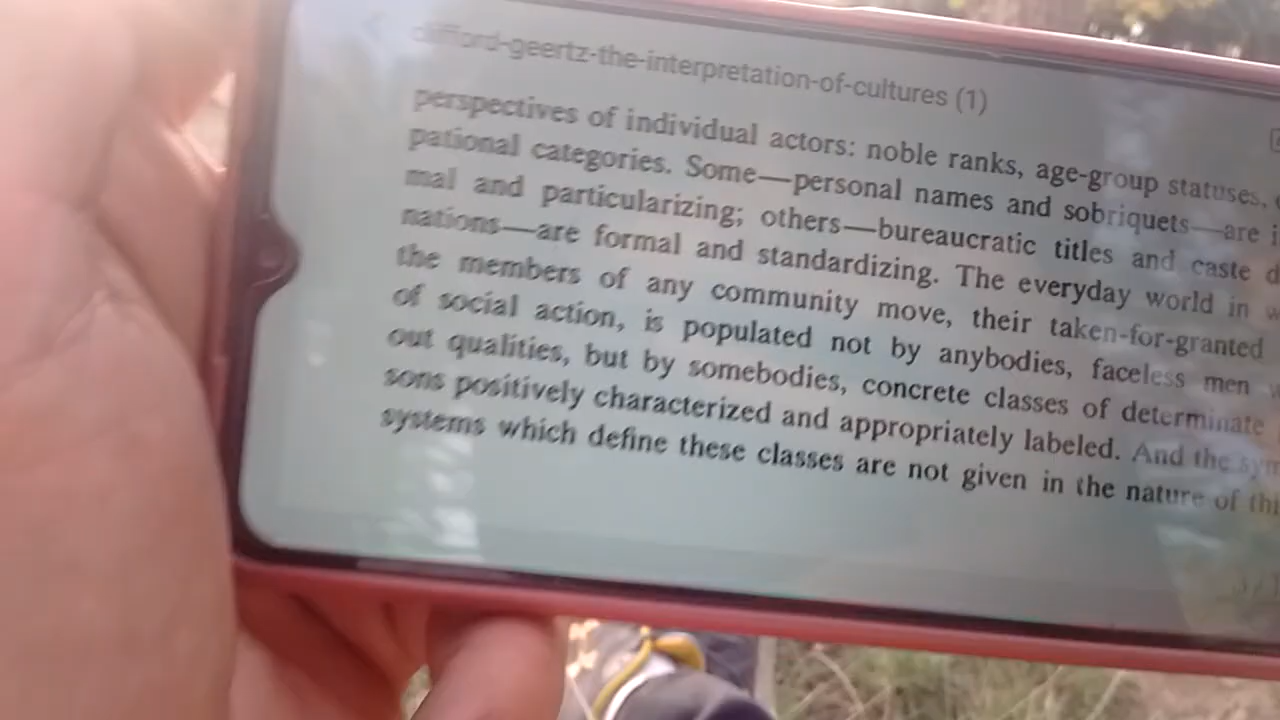 clifford-geertz-the-interpretation-of-cultures (1)
perspectives of individual actors: noble ranks, age-group statuses,
pational categories. Some—personal names and sobriquets—are
mal and particularizing; others—bureaucratic titles and caste
nations—are formal and standardizing. The everyday world in
the members of any community move, their taken-for-granted
of social action, is populated not by anybodies, faceless men
out qualities, but by somebodies, concrete classes of determinate
sons positively characterized and appropriately labeled. And the
systems which define these classes are not given in the nature of